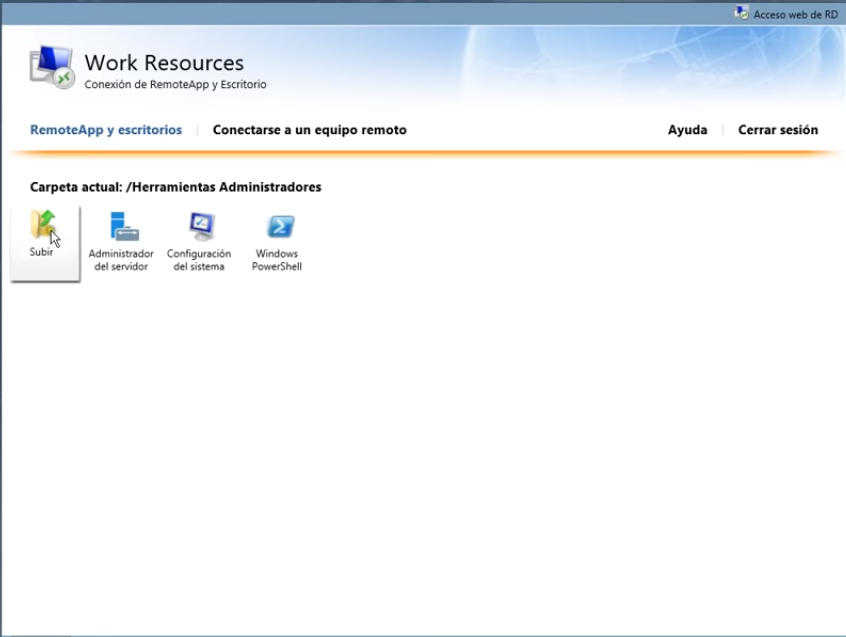 Acceso web de RD
Work Resources
Conexión de RemoteApp y Escritorio
RemoteApp y escritorios
Conectarse a un equipo remoto
Ayuda
Cerrar sesión
Carpeta actual: /Herramientas Administradores
Subir
Administrador
del servidor
Configuración
del sistema
Windows
PowerShell